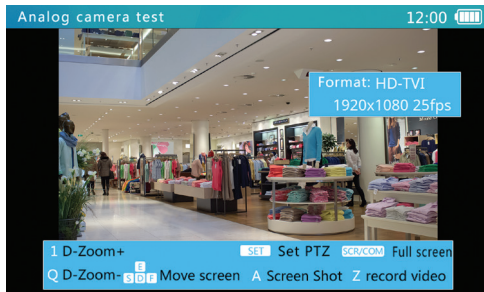 Analog camera test 12:00
Format: HD-TVI
1920x1080 25fps
1 D-Zoom+ SET Set PTZ SCR/COM Full screen
E
Q D-Zoom- S D F Move screen A Screen Shot Z record video